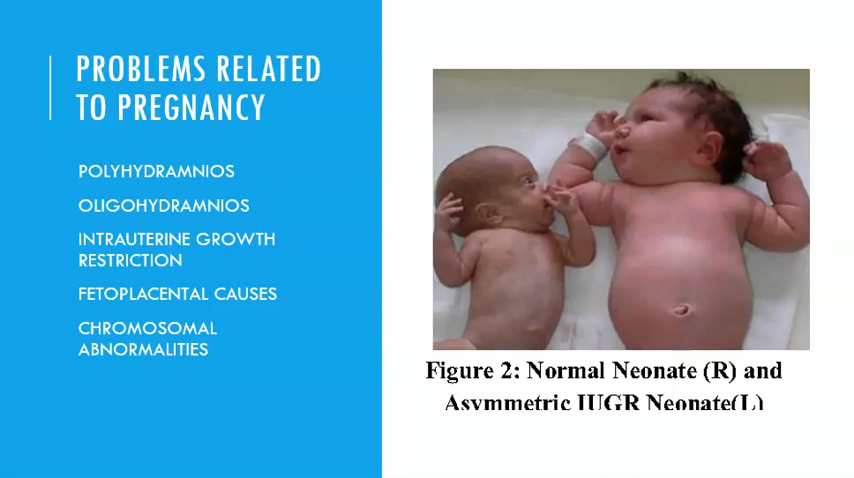 PROBLEMS RELATED
TO PREGNANCY
POLYHYDRAMNIOS
OLIGOHYDRAMNIOS
INTRAUTERINE GROWTH
RESTRICTION
FETOPLACENTAL CAUSES
CHROMOSOMAL
ABNORMALITIES
Figure 2: Normal Neonate (R) and
Asymmetric IUGR Neonate(L)